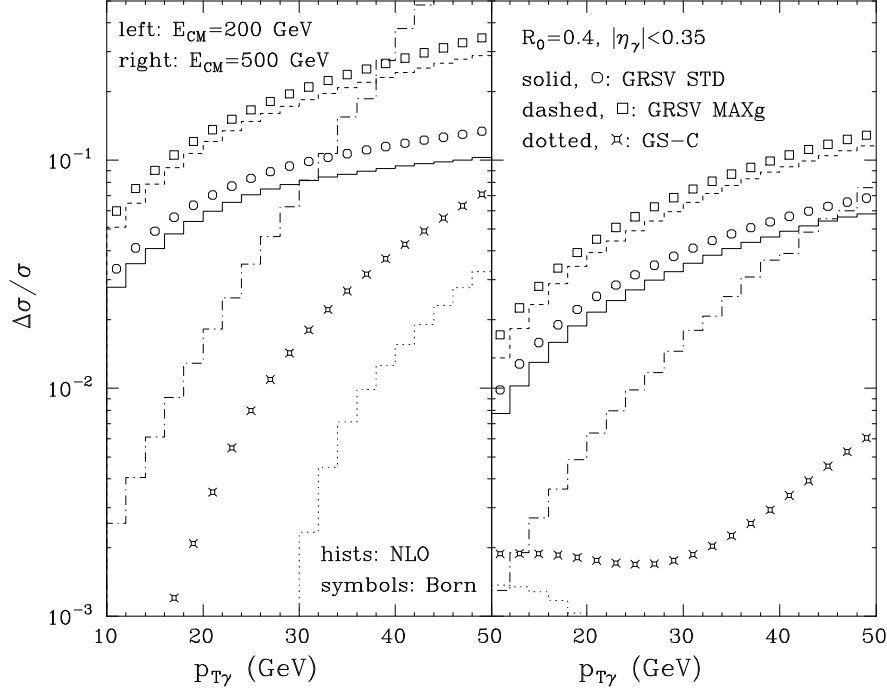 left: E_CM=200 GeV
right: E_CM=500 GeV
R_0=0.4, |η_γ|<0.35
solid, ○: GRSV STD
dashed, □: GRSV MAXg
dotted, ¤: GS-C
10^-1
10^-2
10^-3
Δσ/σ
hists: NLO
symbols: Born
10 20 30 40 50 20 30 40 50
p_Tγ (GeV) p_Tγ (GeV)